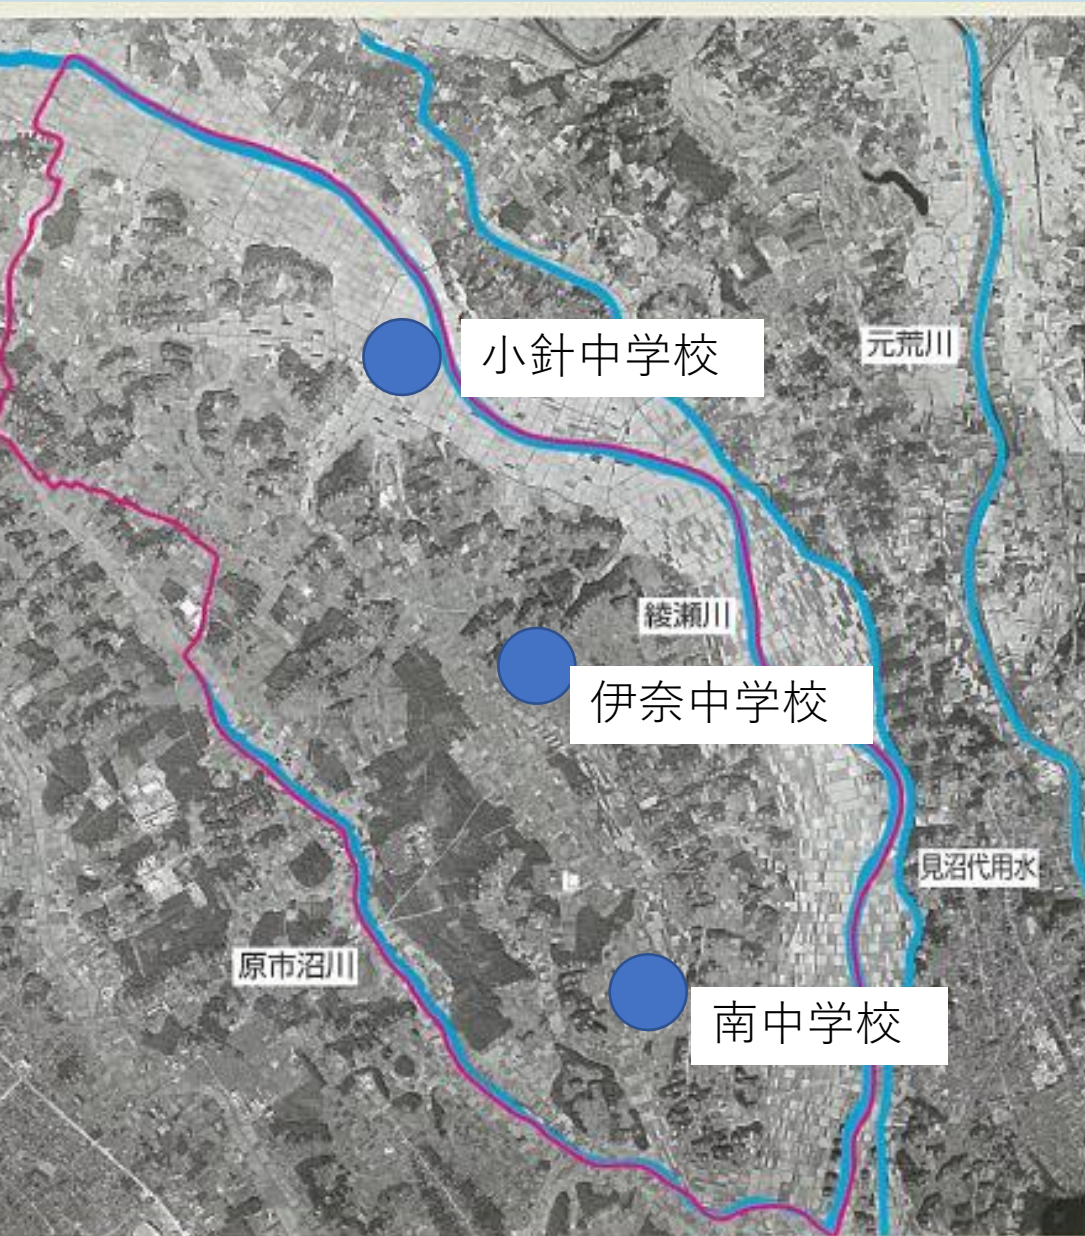 小針中学校
元荒川
綾瀬川
伊奈中学校
見沼代用水
原市沼川
南中学校